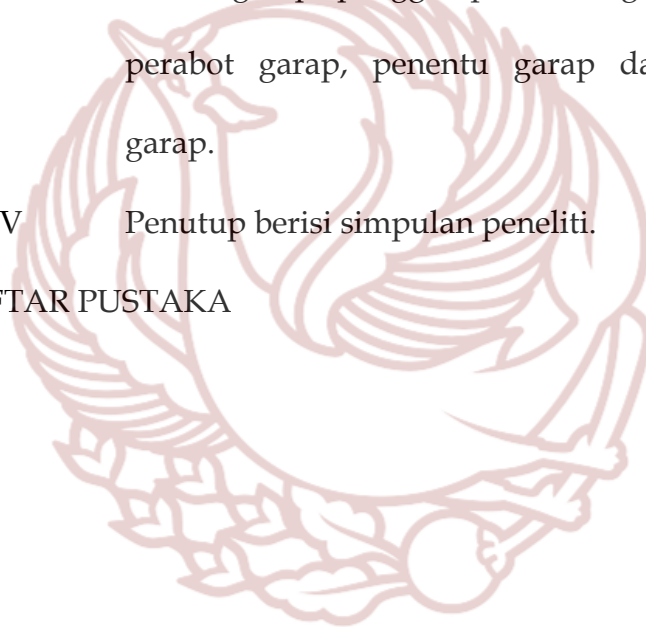 perabot garap, penentu garap da
garap.
V Penutup berisi simpulan peneliti.
FTAR PUSTAKA